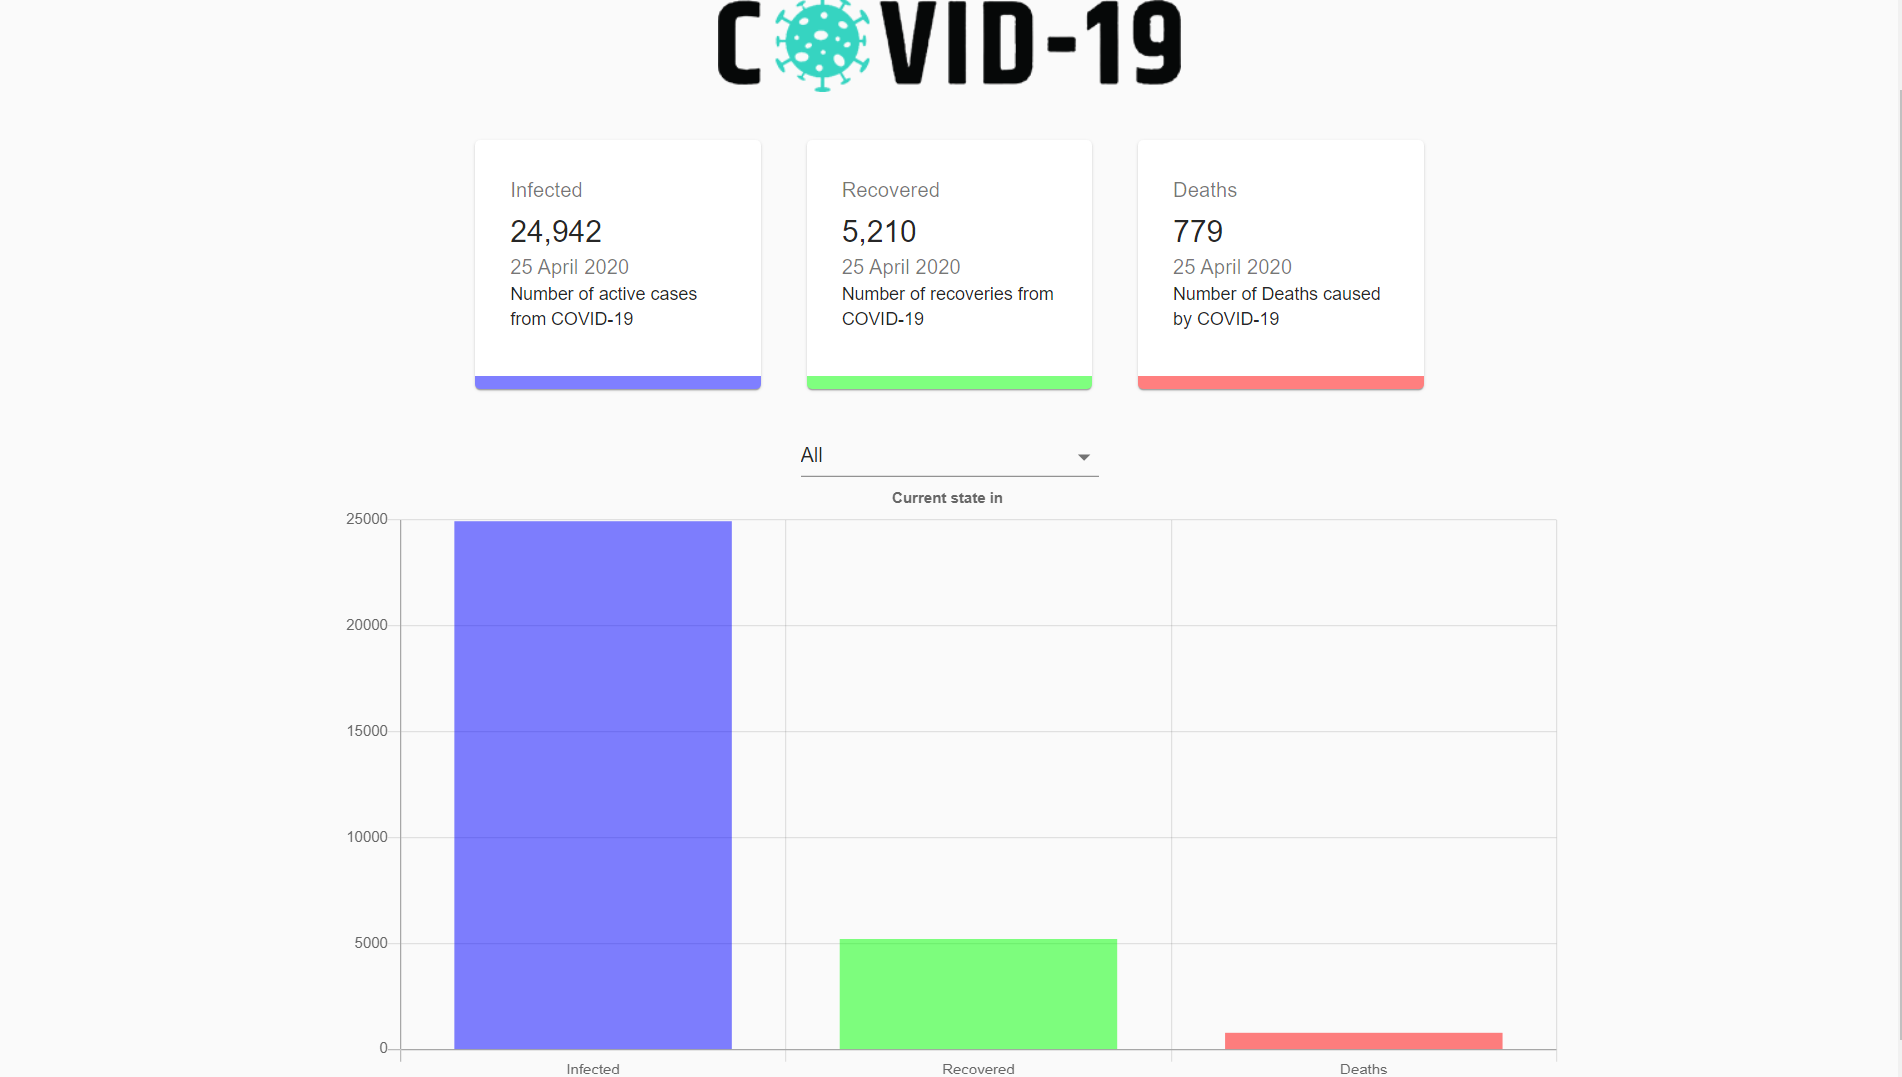 COVID-19
Infected
24,942
25 April 2020
Number of active cases
from COVID-19
Recovered
5,210
25 April 2020
Number of recoveries from
COVID-19
Deaths
779
25 April 2020
Number of Deaths caused
by COVID-19
All
Current state in
25000
20000
15000
10000
5000
0
Infected
Recovered
Deaths